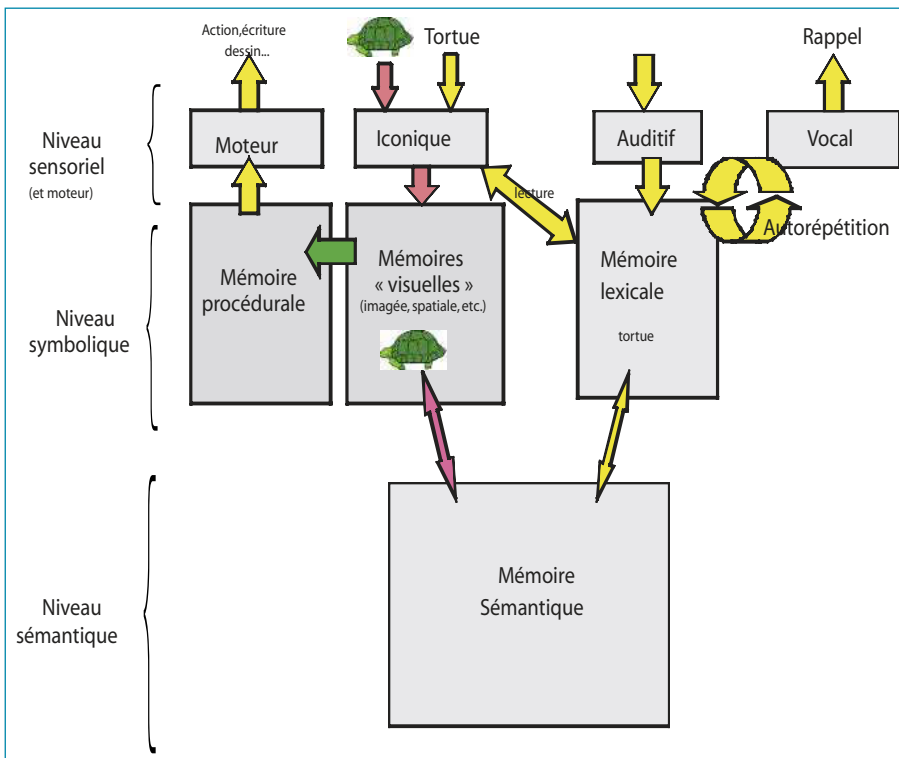 Action,écriture
dessin...
Tortue
Rappel
Niveau
sensoriel
(et moteur)
Moteur
Iconique
Auditif
Vocal
lecture
Autorépétition
Niveau
symbolique
Mémoire
procédurale
Mémoires
« visuelles »
(imagée, spatiale, etc.)
Mémoire
lexicale
tortue
Niveau
sémantique
Mémoire
Sémantique